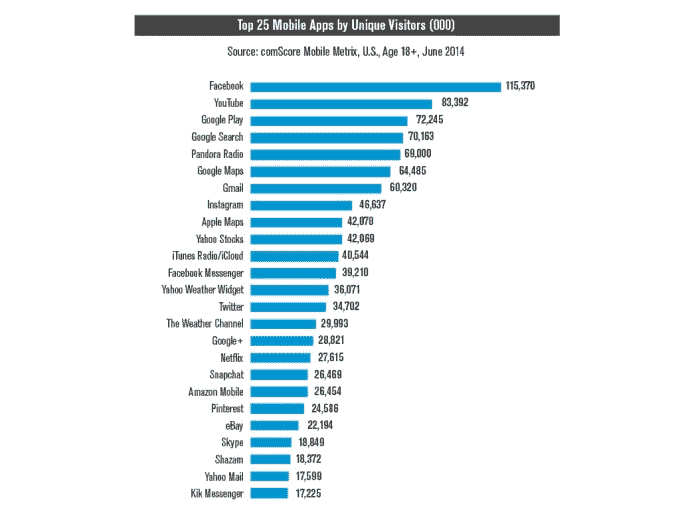 Top 25 Mobile Apps by Unique Visitors (000)
Source: comScore Mobile Metrix, U.S., Age 18+, June 2014
Facebook 115,370
YouTube 83,392
Google Play 72,245
Google Search 70,163
Pandora Radio 69,000
Google Maps 64,485
Gmail 60,320
Instagram 46,637
Apple Maps 42,070
Yahoo Stocks 42,069
iTunes Radio/iCloud 40,544
Facebook Messenger 39,210
Yahoo Weather Widget 36,071
Twitter 34,702
The Weather Channel 29,993
Google+ 28,821
Netflix 27,615
Snapchat 26,469
Amazon Mobile 26,454
Pinterest 24,586
eBay 22,194
Skype 18,849
Shazam 18,372
Yahoo Mail 17,599
Kik Messenger 17,225